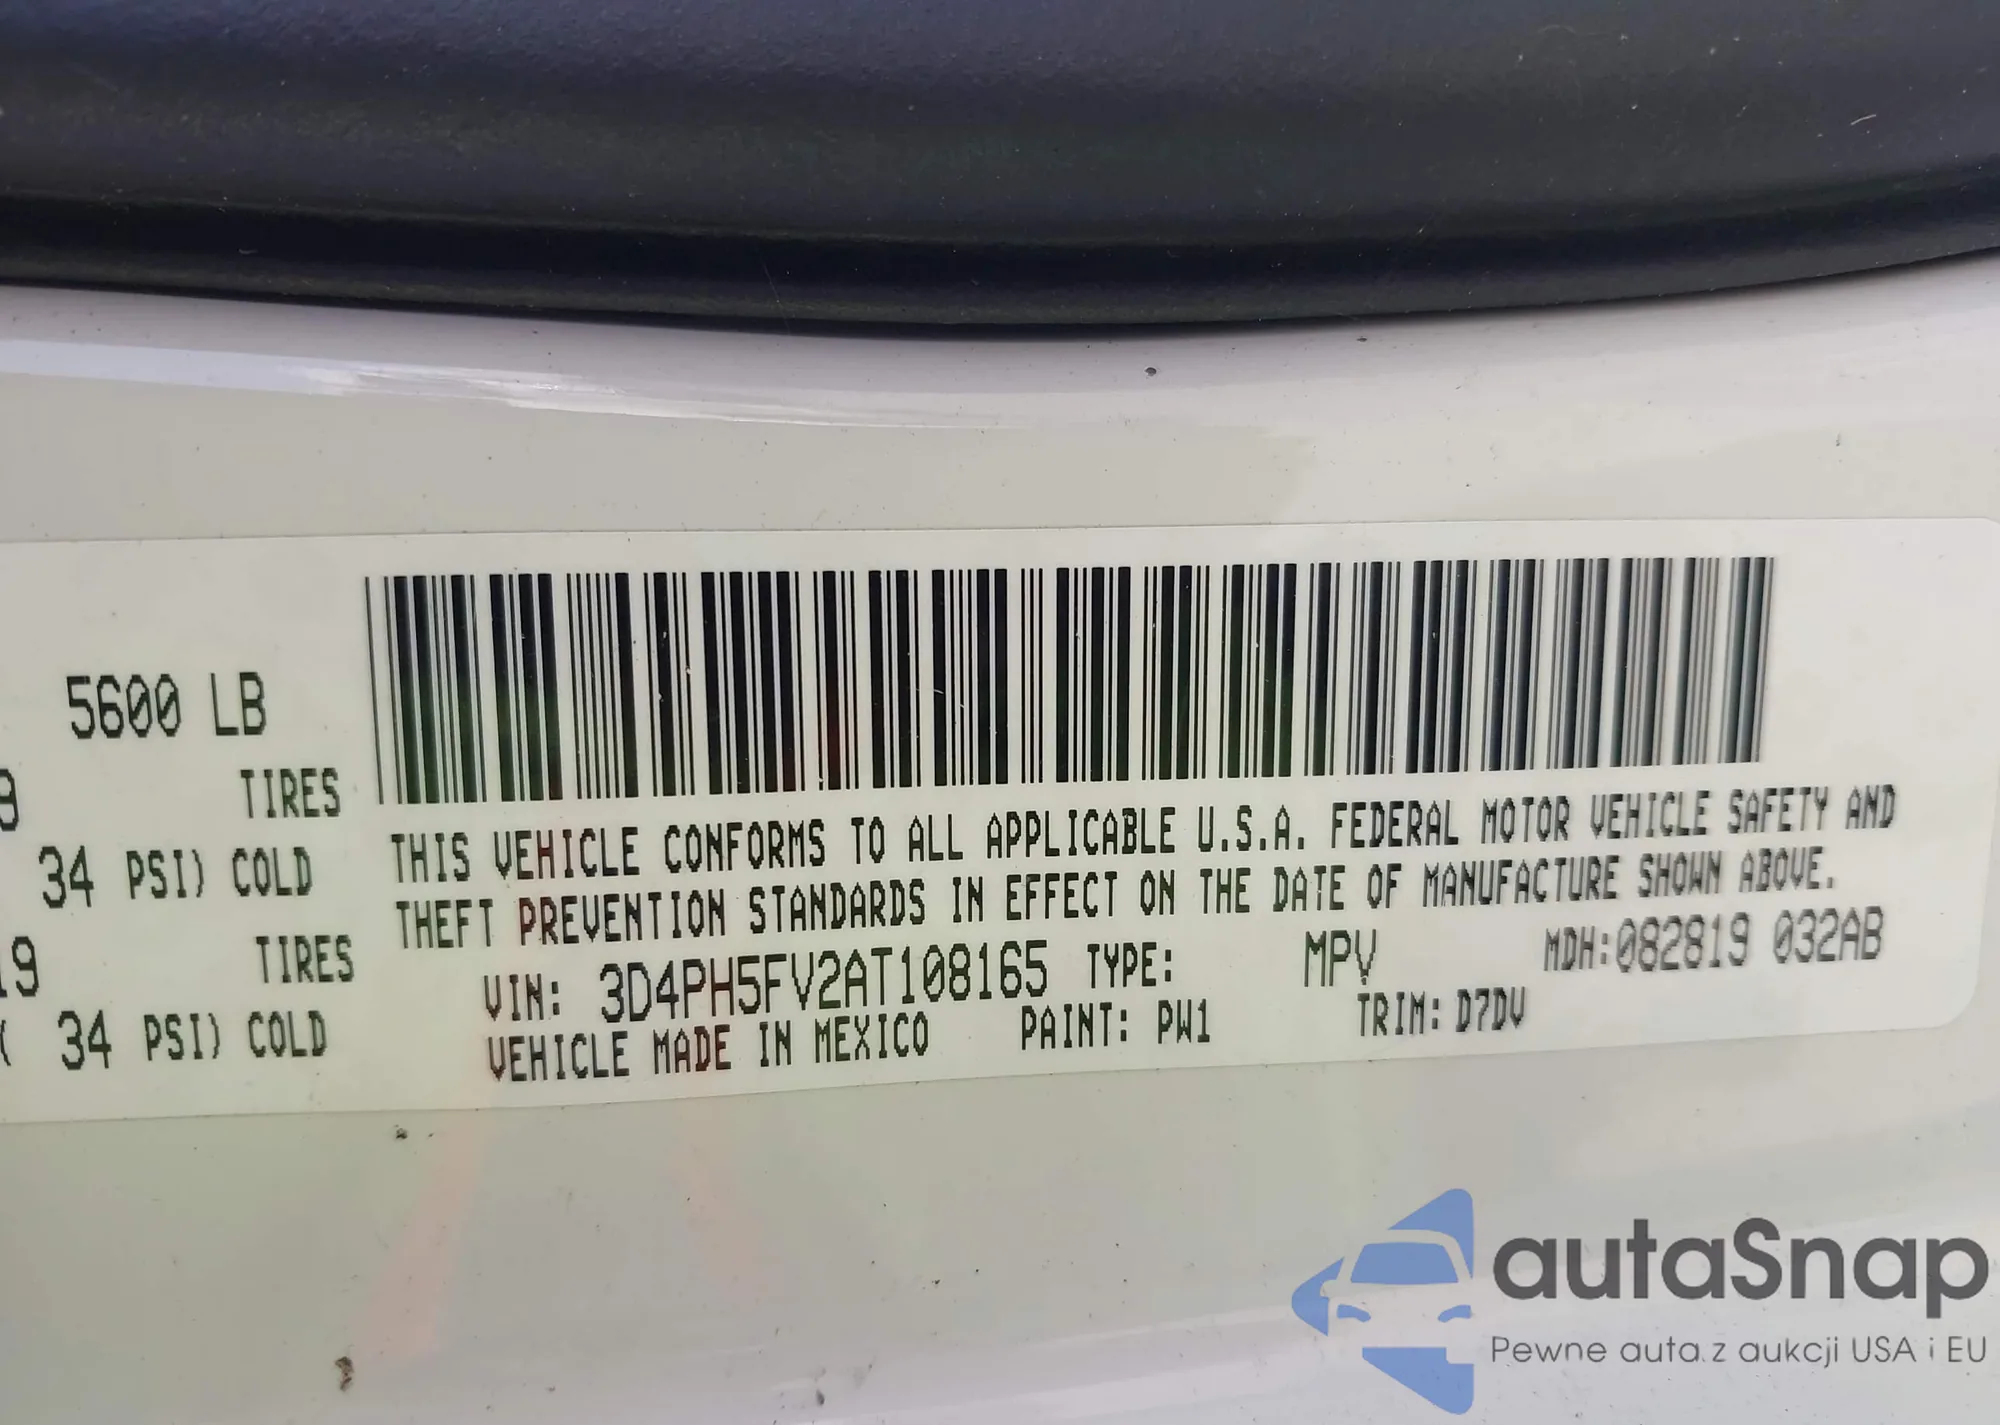 5600 LB
9 TIRES
34 PSI) COLD
19 TIRES
( 34 PSI) COLD
THIS VEHICLE CONFORMS TO ALL APPLICABLE U.S.A. FEDERAL MOTOR VEHICLE SAFETY AND
THEFT PREVENTION STANDARDS IN EFFECT ON THE DATE OF MANUFACTURE SHOWN ABOVE.
VIN: 3D4PH5FV2AT108165 TYPE: MPV MDH:082819 032AB
VEHICLE MADE IN MEXICO PAINT: PW1 TRIM: D7DV
autaSnap
Pewne auta z aukcji USA i EU